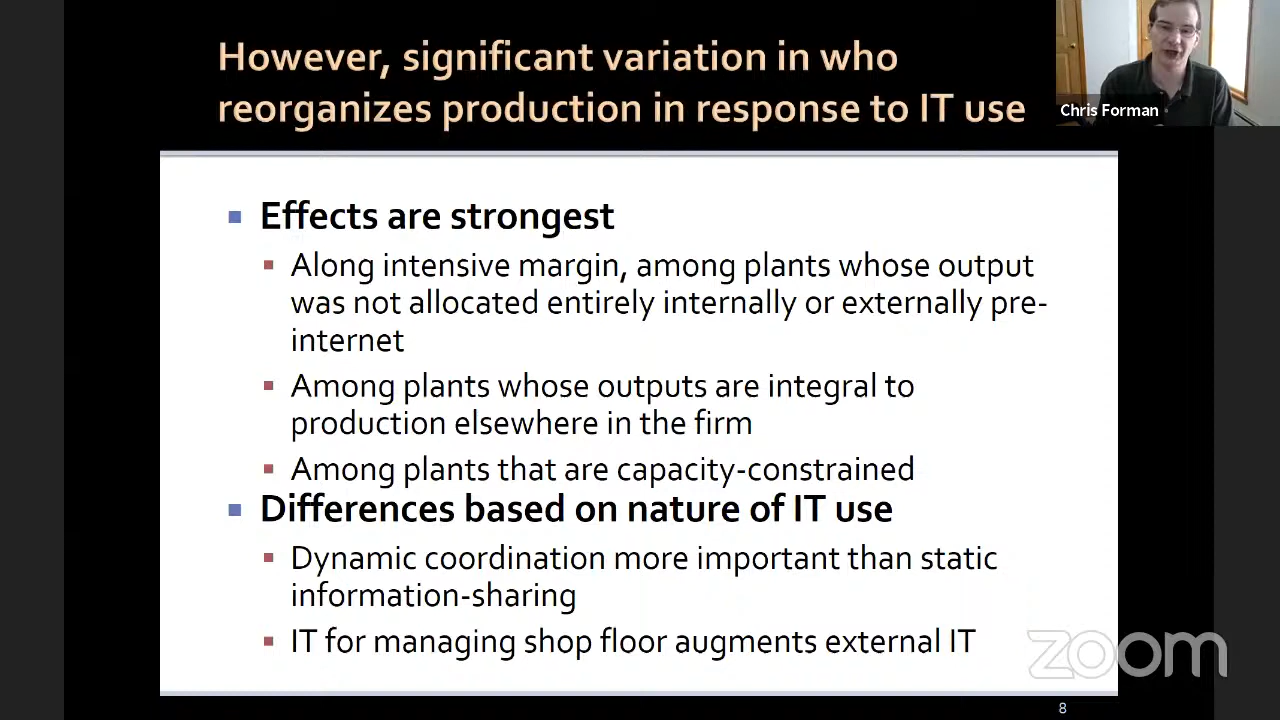 However, significant variation in who
reorganizes production in response to IT use
Chris Forman
Effects are strongest
Along intensive margin, among plants whose output
was not allocated entirely internally or externally pre-
internet
Among plants whose outputs are integral to
production elsewhere in the firm
Among plants that are capacity-constrained
Differences based on nature of IT use
Dynamic coordination more important than static
information-sharing
IT for managing shop floor augments external IT
zoom
8